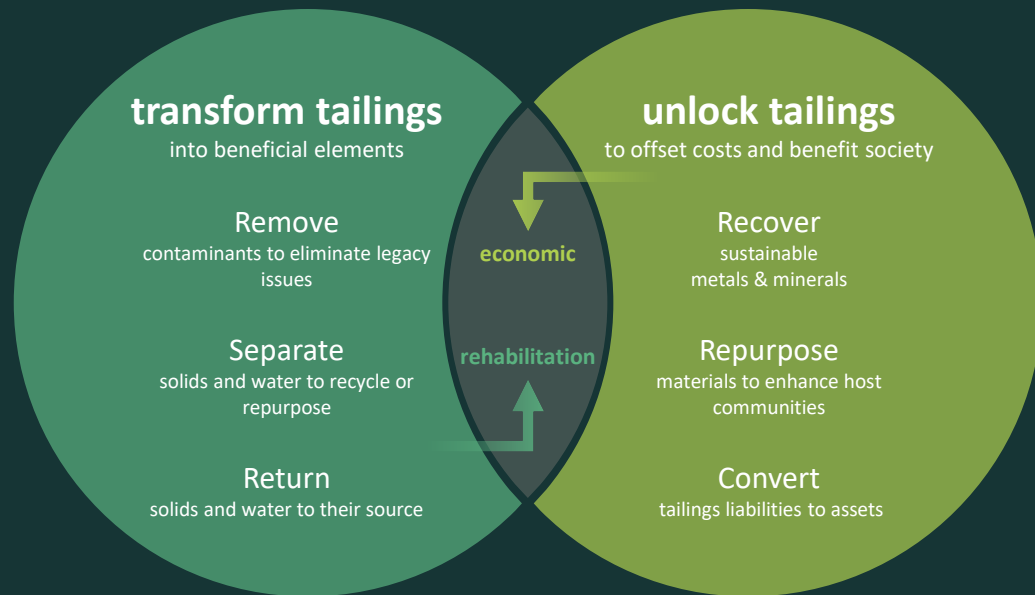 transform tailings
into beneficial elements
Remove
contaminants to eliminate legacy
issues
Separate
solids and water to recycle or
repurpose
Return
solids and water to their source
economic
rehabilitation
unlock tailings
to offset costs and benefit society
Recover
sustainable
metals & minerals
Repurpose
materials to enhance host
communities
Convert
tailings liabilities to assets